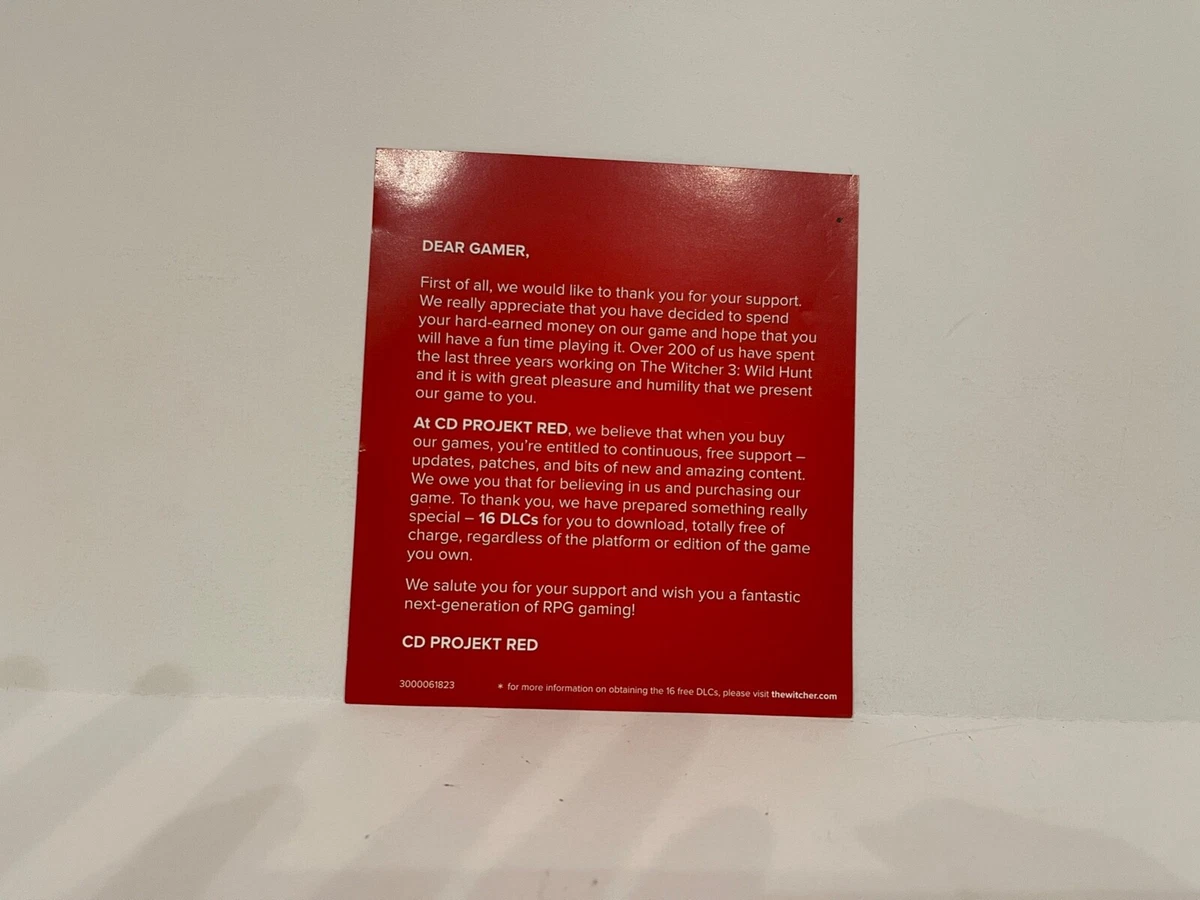 DEAR GAMER,
First of all, we would like to thank you for your support.
We really appreciate that you have decided to spend
your hard-earned money on our game and hope that you
will have a fun time playing it. Over 200 of us have spent
the last three years working on The Witcher 3: Wild Hunt
and it is with great pleasure and humility that we present
our game to you.
At CD PROJEKT RED, we believe that when you buy
our games, you're entitled to continuous, free support –
updates, patches, and bits of new and amazing content.
We owe you that for believing in us and purchasing our
game. To thank you, we have prepared something really
special – 16 DLCs for you to download, totally free of
charge, regardless of the platform or edition of the game
you own.
We salute you for your support and wish you a fantastic
next-generation of RPG gaming!
CD PROJEKT RED
3000061823 * for more information on obtaining the 16 free DLCs, please visit thewitcher.com